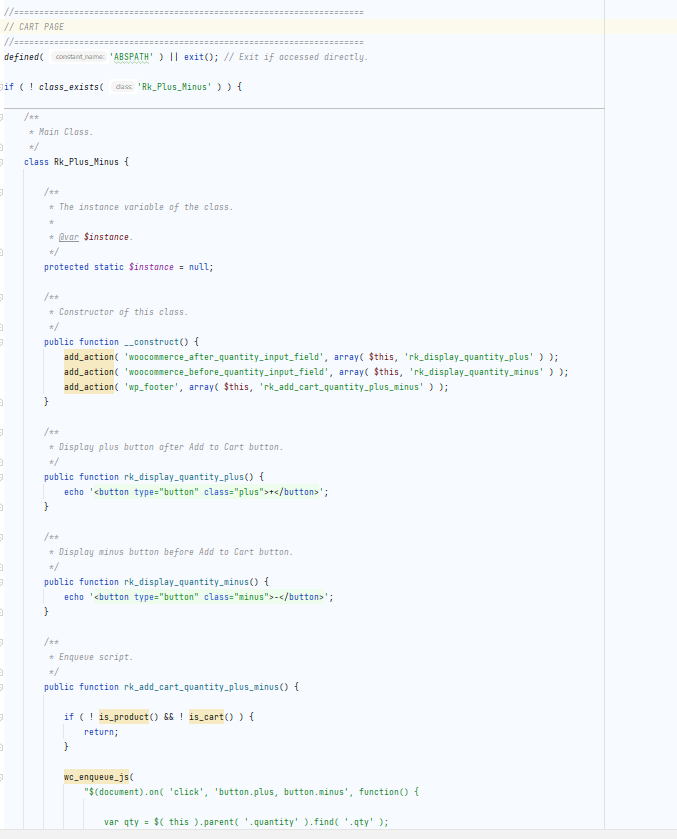 //======================================================================
// CART PAGE
//======================================================================
defined( constant_name: 'ABSPATH' ) || exit; // Exit if accessed directly.
if ( ! class_exists( class: 'Rk_Plus_Minus' ) ) {
/**
* Main Class.
*/
class Rk_Plus_Minus {
/**
* The instance variable of the class.
*
* @var $instance.
*/
protected static $instance = null;
/**
* Constructor of this class.
*/
public function __construct() {
add_action( 'woocommerce_after_quantity_input_field', array( $this, 'rk_display_quantity_plus' ) );
add_action( 'woocommerce_before_quantity_input_field', array( $this, 'rk_display_quantity_minus' ) );
add_action( 'wp_footer', array( $this, 'rk_add_cart_quantity_plus_minus' ) );
}
/**
* Display plus button after Add to Cart button.
*/
public function rk_display_quantity_plus() {
echo '<button type="button" class="plus">+</button>';
}
/**
* Display minus button before Add to Cart button.
*/
public function rk_display_quantity_minus() {
echo '<button type="button" class="minus">-</button>';
}
/**
* Enqueue script.
*/
public function rk_add_cart_quantity_plus_minus() {
if ( ! is_product() && ! is_cart() ) {
return;
}
wc_enqueue_js(
"$(document).on( 'click', 'button.plus, button.minus', function() {
var qty = $( this ).parent( '.quantity' ).find( '.qty' );